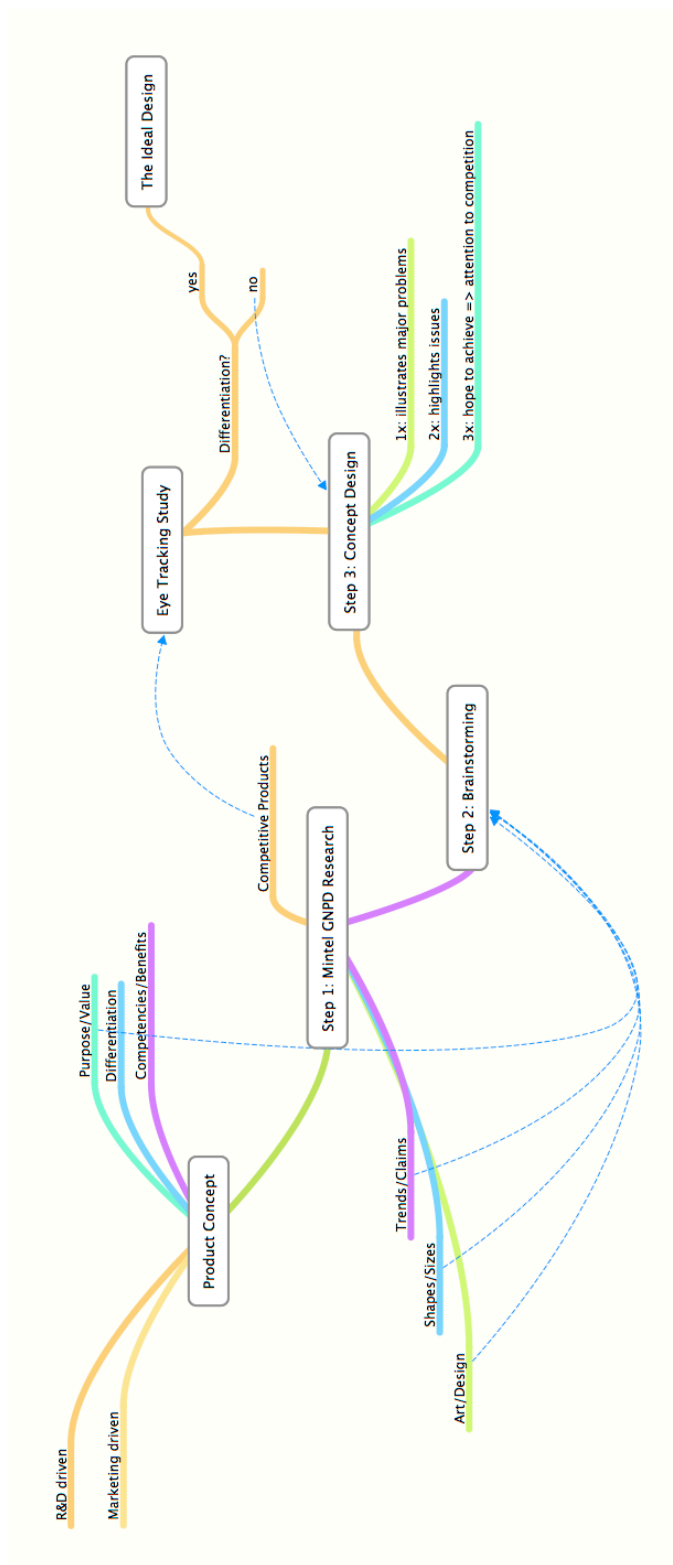 R&D driven
Marketing driven
Product Concept
Purpose/Value
Differentiation
Competencies/Benefits
Step 1: Mintel GNPD Research
Competitive Products
Trends/Claims
Shapes/Sizes
Art/Design
Step 2: Brainstorming
Step 3: Concept Design
1x: illustrates major problems
2x: highlights issues
3x: hope to achieve => attention to competition
Eye Tracking Study
Differentiation?
yes
no
The Ideal Design